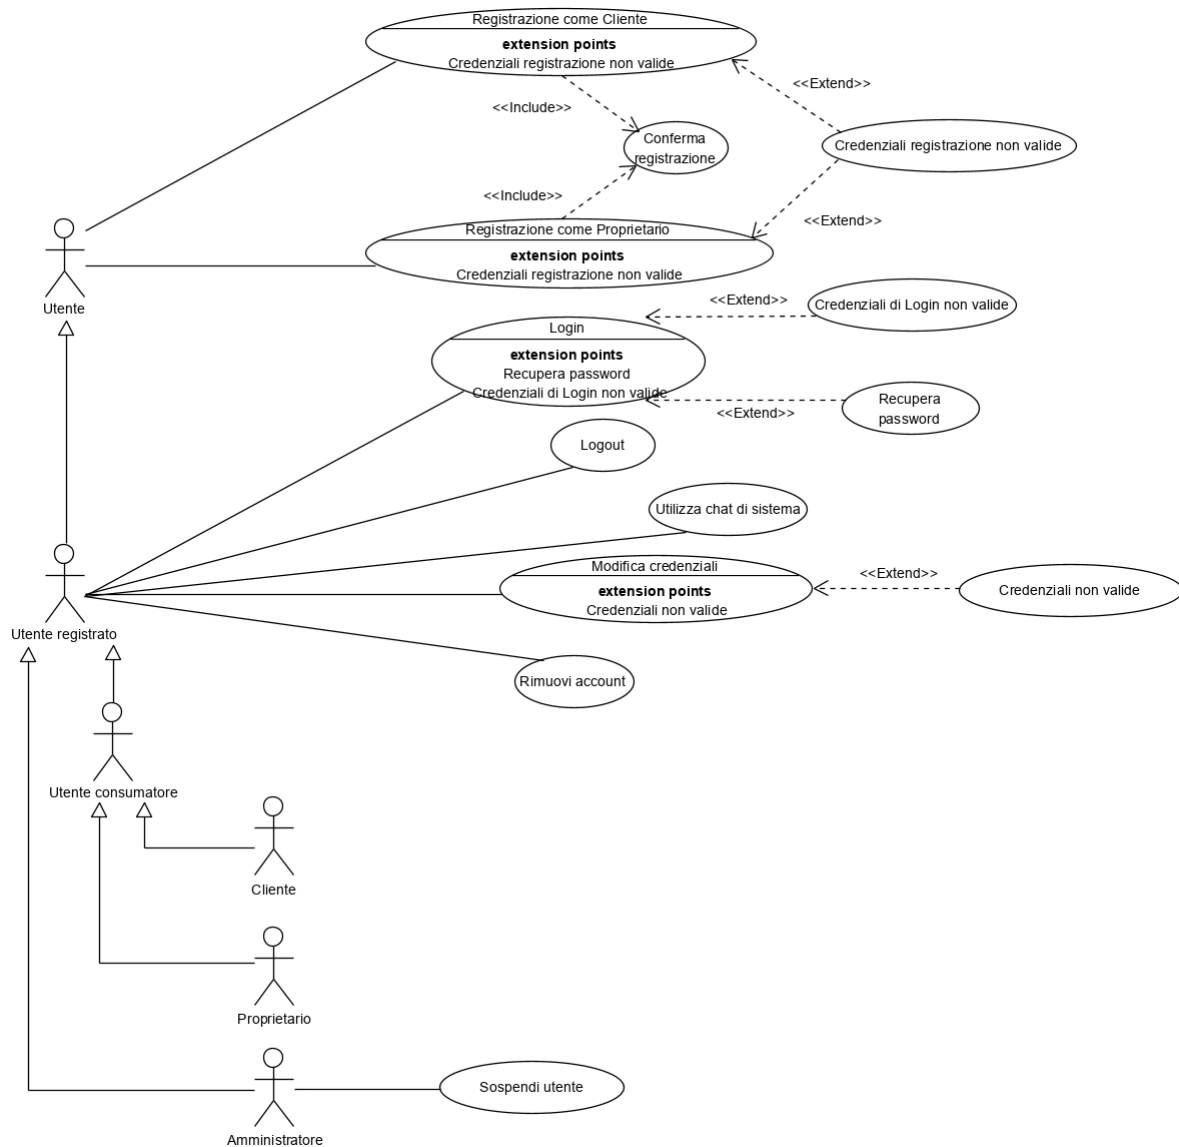 Registrazione come Cliente
extension points
Credenziali registrazione non valide
<<Extend>>
<<Include>>
Conferma
registrazione
Credenziali registrazione non valide
<<Include>>
<<Extend>>
Registrazione come Proprietario
extension points
Credenziali registrazione non valide
Utente
<<Extend>>
Credenziali di Login non valide
Login
extension points
Recupera password
Credenziali di Login non valide
<<Extend>>
Recupera
password
Logout
Utilizza chat di sistema
Modifica credenziali
extension points
Credenziali non valide
<<Extend>>
Credenziali non valide
Utente registrato
Rimuovi account
Utente consumatore
Cliente
Proprietario
Sospendi utente
Amministratore